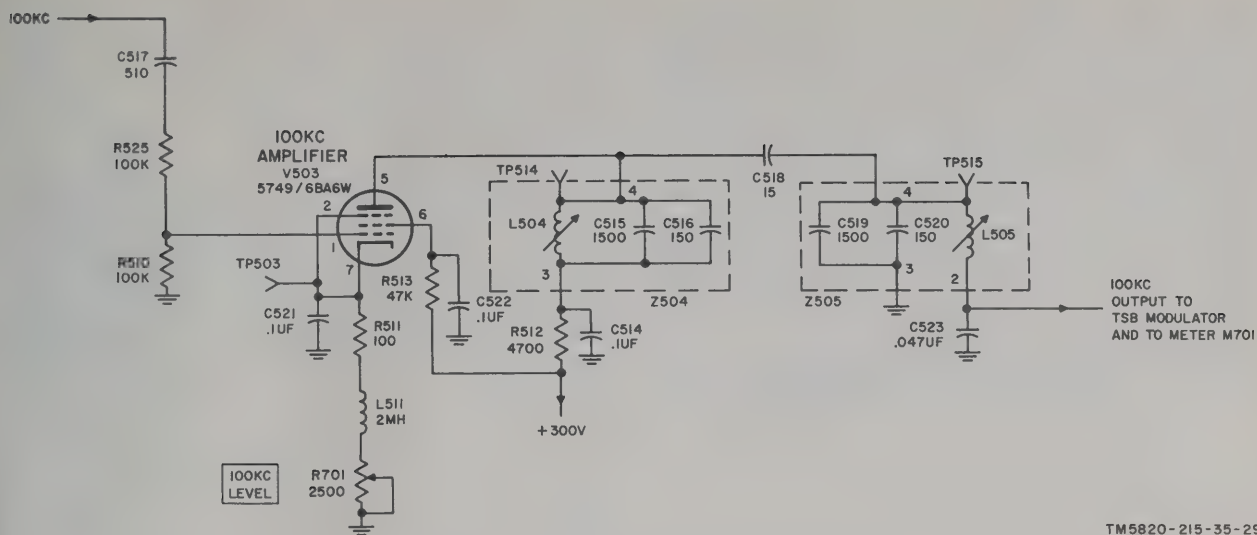 100KC
C517
510
R525
100K
R510
100K
100KC
AMPLIFIER
V503
5749/6BA6W
5
2
6
1
7
TP503
C521
.1UF
R511
100
L511
2MH
100KC
LEVEL
R701
2500
R513
47K
C522
.1UF
TP514
4
L504
C515
1500
C516
150
3
Z504
R512
4700
C514
.1UF
+300V
C518
15
TP515
4
C519
1500
C520
150
L505
3
2
Z505
C523
.047UF
100KC
OUTPUT TO
TSB MODULATOR
AND TO METER M701
TM5820-215-35-29